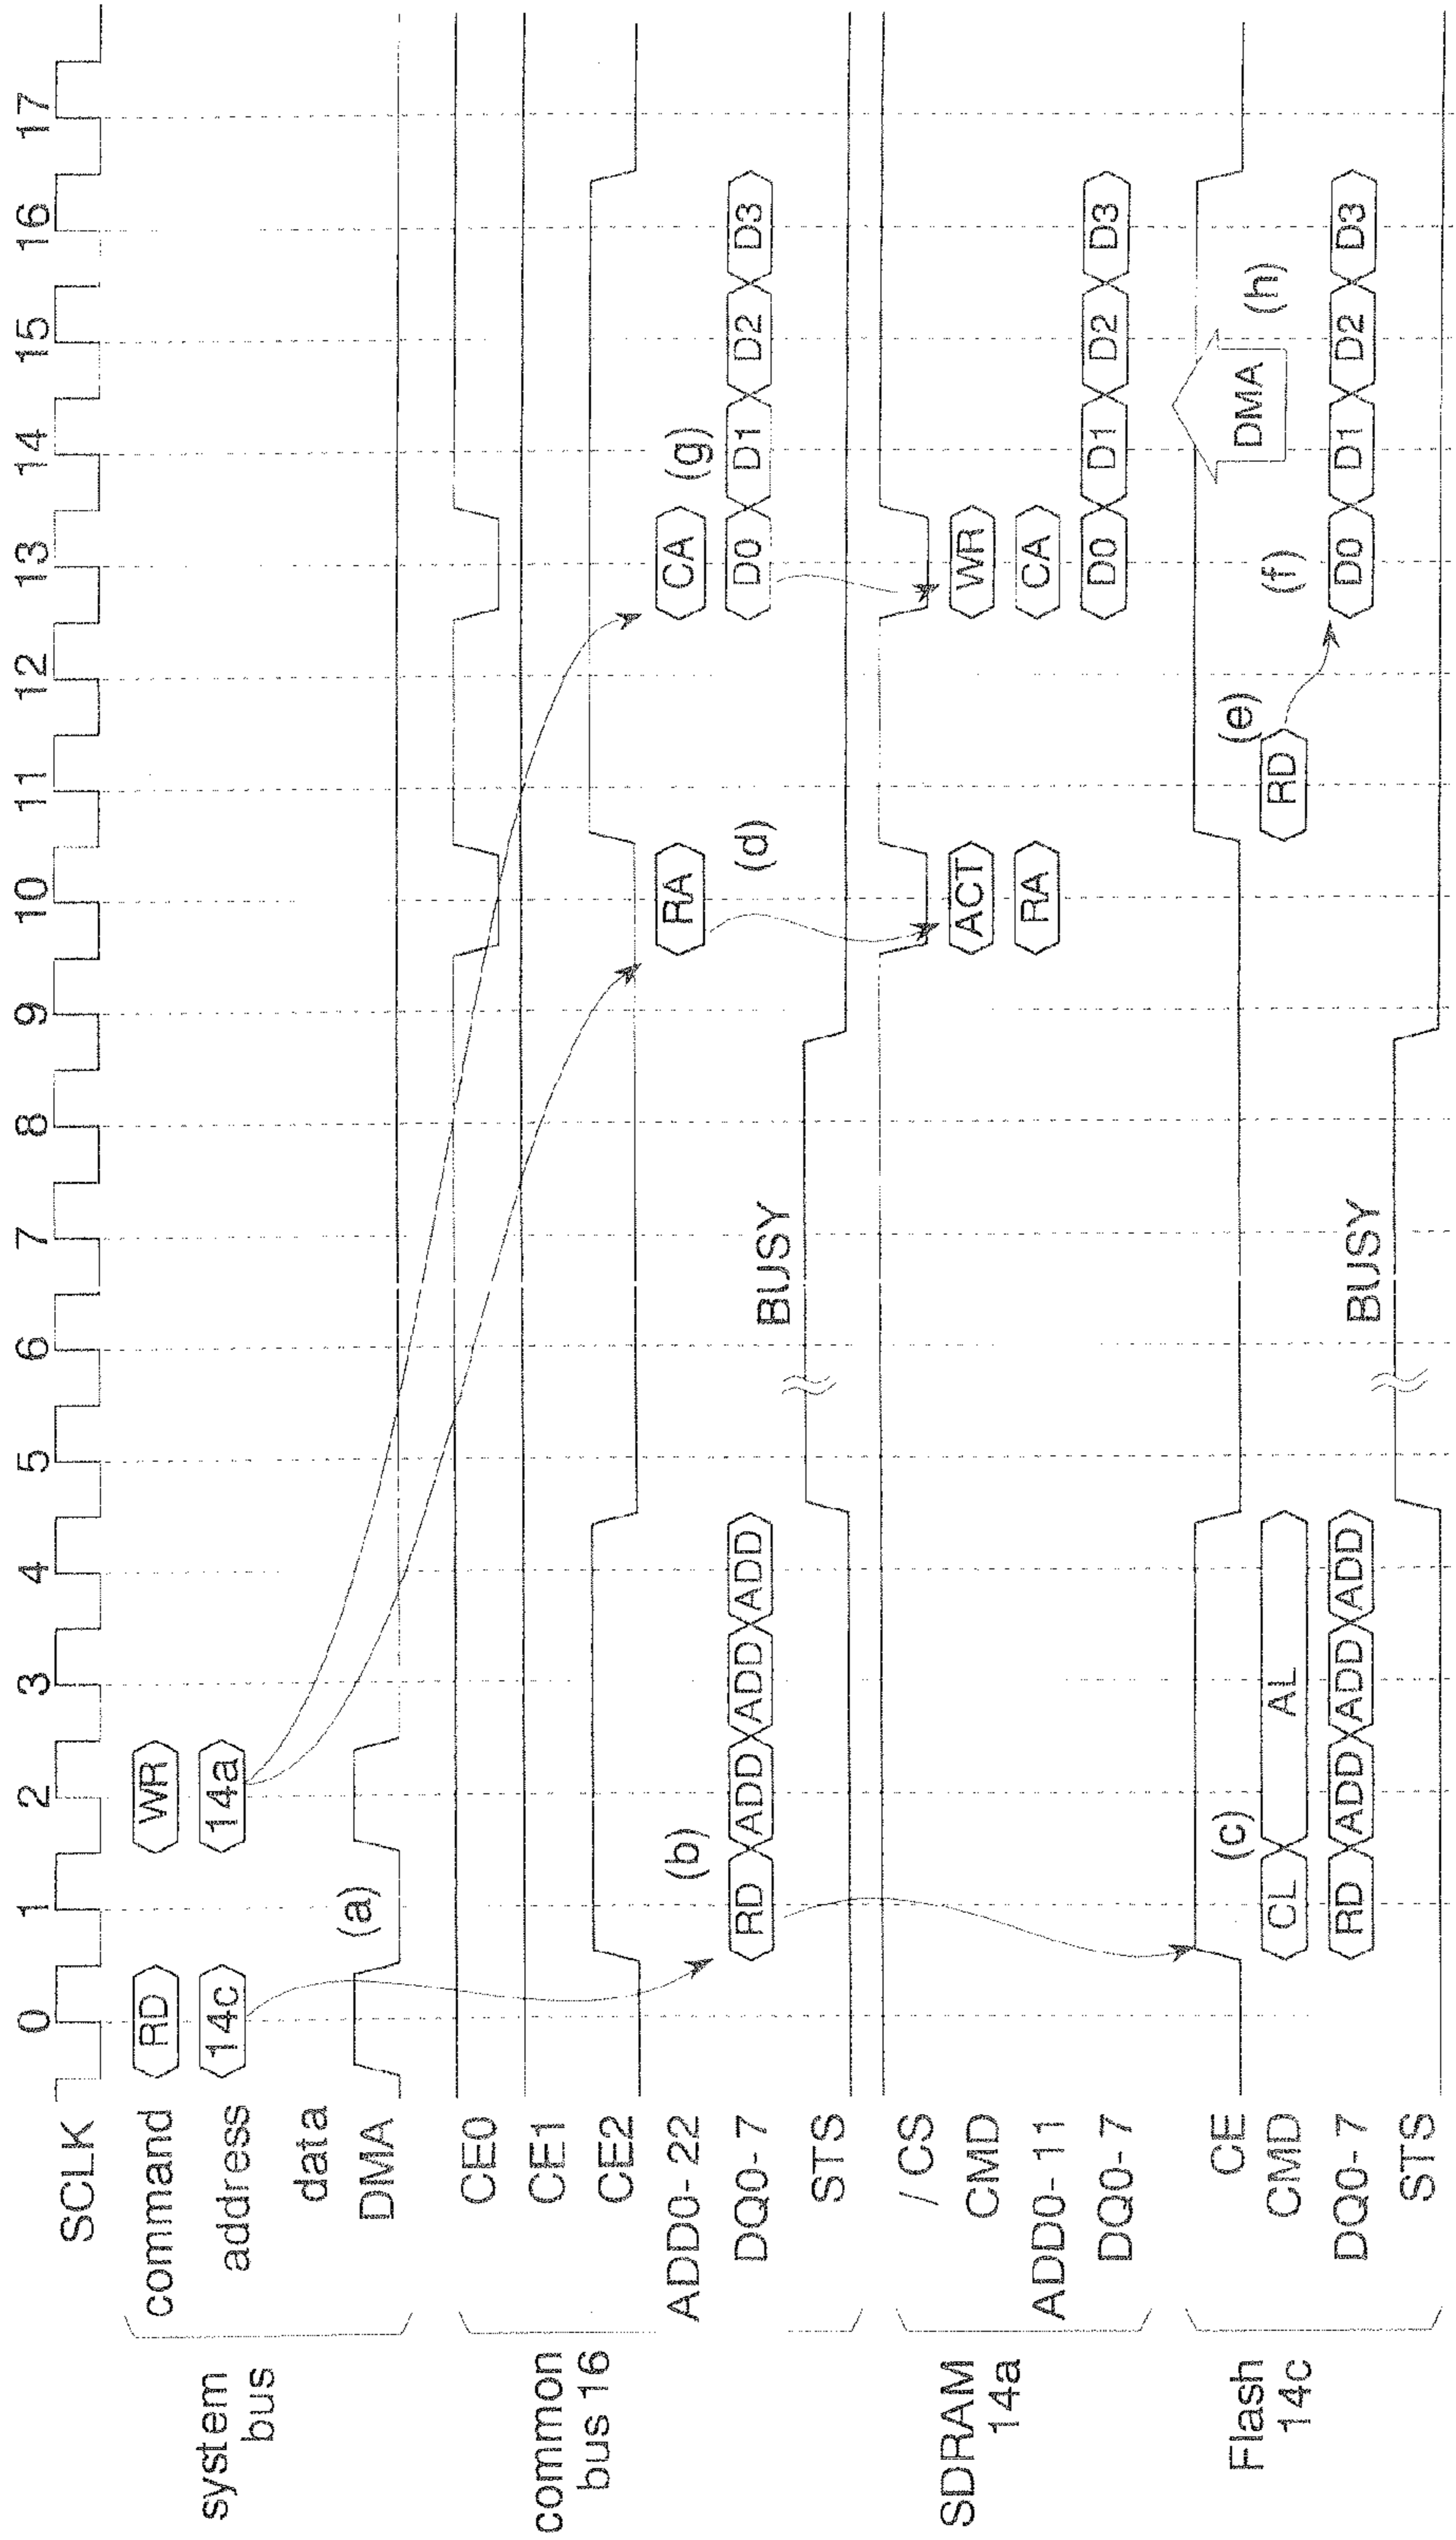 SCLK 0 1 2 3 4 5 6 7 8 9 10 11 12 13 14 15 16 17
system bus
command RD WR
address 14c 14a
data
DMA (a)
common bus 16
CE0
CE1
CE2
ADD0-22 (b) RA CA (g)
DQ0-7 RD ADD ADD ADD (d) D0 D1 D2 D3
STS BUSY
SDRAM 14a
/CS
CMD ACT WR
ADD0-11 RA CA
DQ0-7 D0 D1 D2 D3
Flash 14c
CE (c) (e)
CMD CL AL RD (f) DMA (h)
DQ0-7 RD ADD ADD ADD D0 D1 D2 D3
STS BUSY